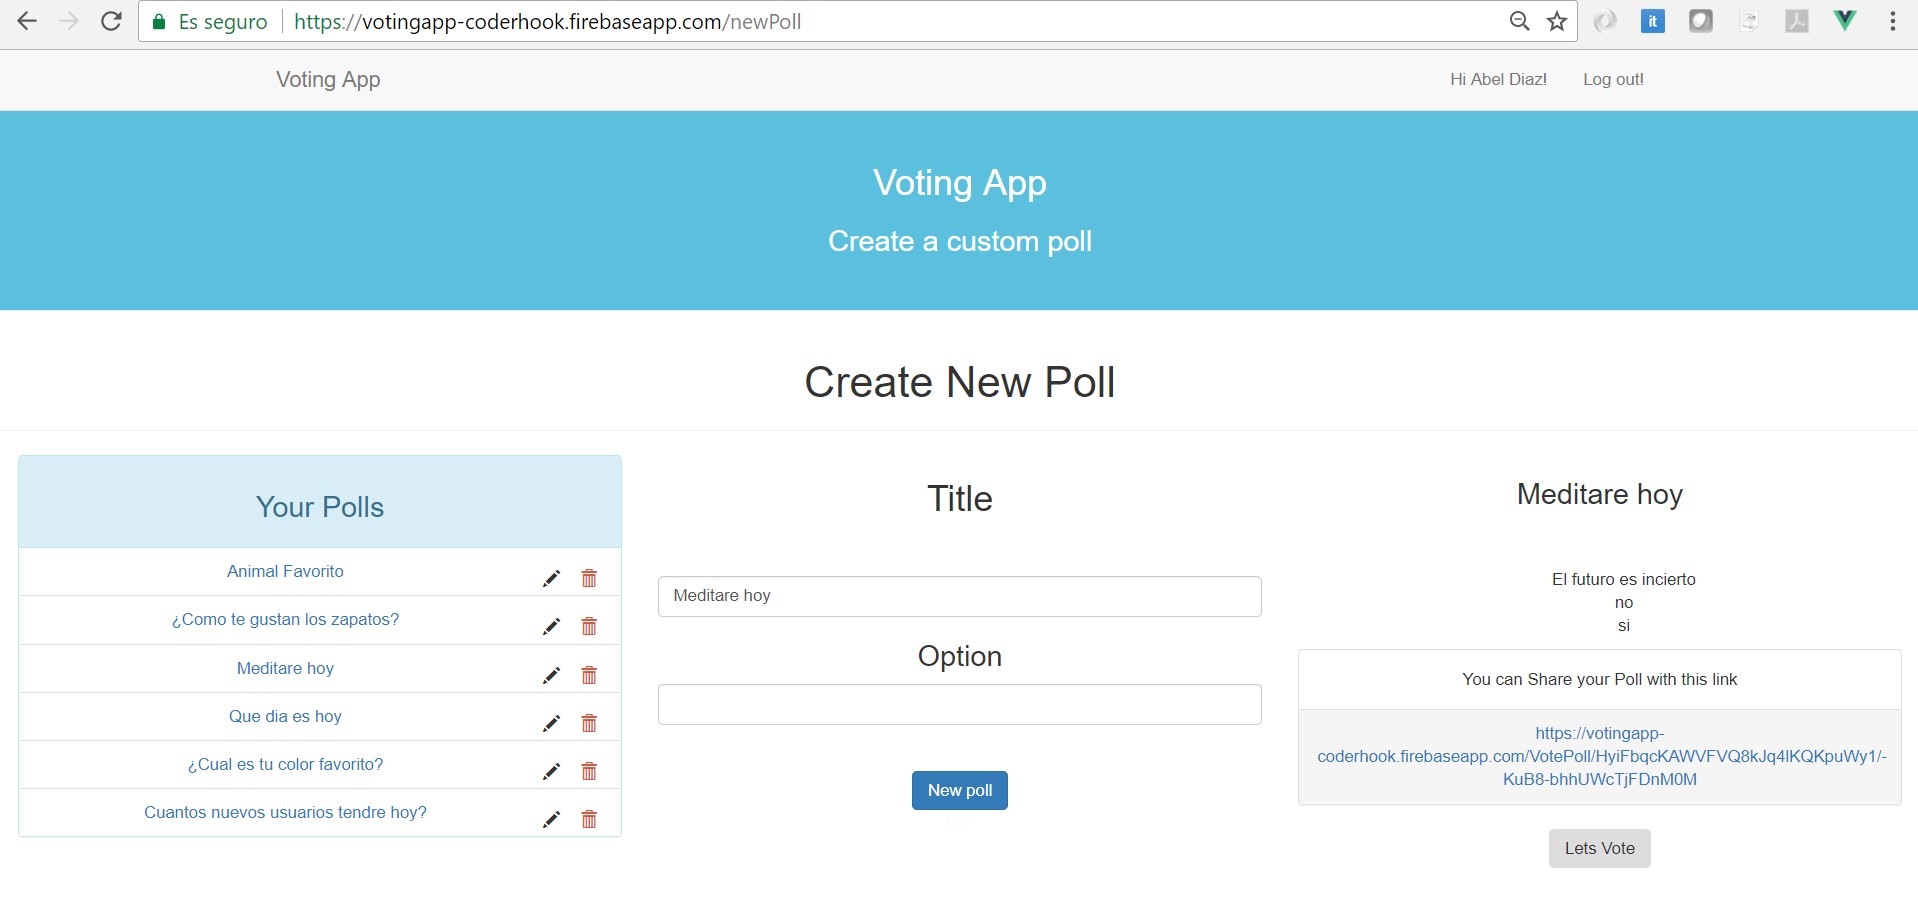 Es seguro
https://votingapp-coderhook.firebaseapp.com/newPoll
it
Voting App
Hi Abel Diaz!
Log out!
Voting App
Create a custom poll
Create New Poll
Your Polls
Animal Favorito
¿Como te gustan los zapatos?
Meditare hoy
Que dia es hoy
¿Cual es tu color favorito?
Cuantos nuevos usuarios tendre hoy?
Title
Meditare hoy
Option
New poll
Meditare hoy
El futuro es incierto
no
si
You can Share your Poll with this link
https://votingapp-
coderhook.firebaseapp.com/VotePoll/HyiFbqcKAWVFVQ8kJq4lKQKpuWy1/-
KuB8-bhhUWcTjFDnM0M
Lets Vote